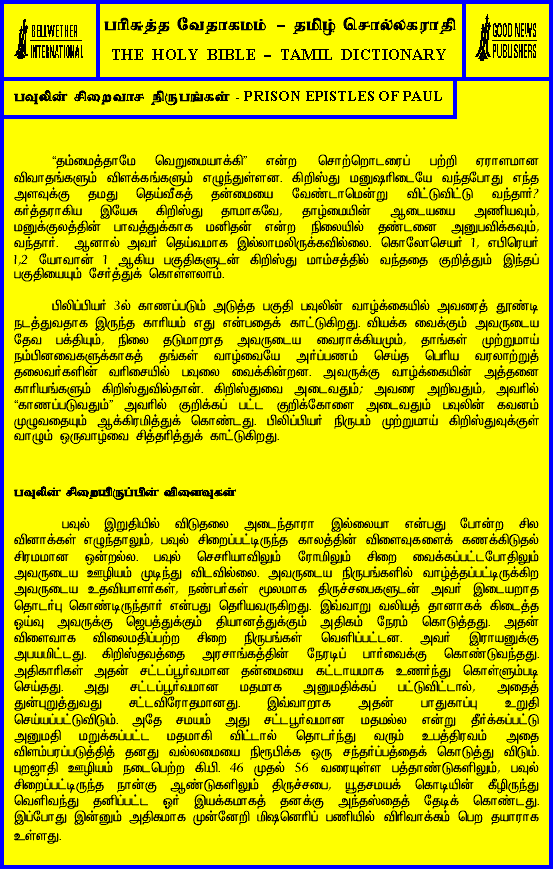 BELLWETHER
INTERNATIONAL
பரிசுத்த வேதாகமம் – தமிழ் சொல்லகராதி
THE HOLY BIBLE – TAMIL DICTIONARY
GOOD NEWS
PUBLISHERS
பவுலின் சிறைவாச நிருபங்கள் - PRISON EPISTLES OF PAUL
“தம்மைத்தாமே வெறுமையாக்கி” என்ற சொற்றொடரைப் பற்றி ஏராளமான
விவாதங்களும் விளக்கங்களும் எழுந்துள்ளன. கிறிஸ்து மனுஷரிடையே வந்தபோது எந்த
அளவுக்கு தமது தெய்வீகத் தன்மையை வேண்டாமென்று விட்டுவிட்டு வந்தார்?
கர்த்தராகிய இயேசு கிறிஸ்து தாமாகவே, தாழ்மையின் ஆடையை அணியவும்,
மனுக்குலத்தின் பாவத்துக்காக மனிதன் என்ற நிலையில் தண்டனை அனுபவிக்கவும்,
வந்தார். ஆனால் அவர் தெய்வமாக இல்லாமலிருக்கவில்லை. கொலோசெயர் 1, எபிரெயர்
1,2 யோவான் 1 ஆகிய பகுதிகளுடன் கிறிஸ்து மாம்சத்தில் வந்ததை குறித்தும் இந்தப்
பகுதியையும் சேர்த்துக் கொள்ளலாம்.
பிலிப்பியர் 3ல் காணப்படும் அடுத்த பகுதி பவுலின் வாழ்க்கையில் அவரைத் தூண்டி
நடத்துவதாக இருந்த காரியம் எது என்பதைக் காட்டுகிறது. வியக்க வைக்கும் அவருடைய
தேவ பக்தியும், நிலை தடுமாறாத அவருடைய வைராக்கியமும், தாங்கள் முற்றுமாய்
நம்பினவைகளுக்காகத் தங்கள் வாழ்வையே அர்ப்பணம் செய்த பெரிய வரலாற்றுத்
தலைவர்களின் வரிசையில் பவுலை வைக்கின்றன. அவருக்கு வாழ்க்கையின் அத்தனை
காரியங்களும் கிறிஸ்துவில்தான். கிறிஸ்துவை அடைவதும்; அவரை அறிவதும், அவரில்
“காணப்படுவதும்” அவரில் குறிக்கப் பட்ட குறிக்கோளை அடைவதும் பவுலின் கவனம்
முழுவதையும் ஆக்கிரமித்துக் கொண்டது. பிலிப்பியர் நிருபம் முற்றுமாய் கிறிஸ்துவுக்குள்
வாழும் ஒருவாழ்வை சித்தரித்துக் காட்டுகிறது.
பவுலின் சிறையிருப்பின் விளைவுகள்
பவுல் இறுதியில் விடுதலை அடைந்தாரா இல்லையா என்பது போன்ற சில
வினாக்கள் எழுந்தாலும், பவுல் சிறைப்பட்டிருந்த காலத்தின் விளைவுகளைக் கணக்கிடுதல்
சிரமமான ஒன்றல்ல. பவுல் செசரியாவிலும் ரோமிலும் சிறை வைக்கப்பட்டபோதிலும்
அவருடைய ஊழியம் முடிந்து விடவில்லை. அவருடைய நிருபங்களில் வாழ்த்தப்பட்டிருக்கிற
அவருடைய உதவியாளர்கள், நண்பர்கள் மூலமாக திருச்சபைகளுடன் அவர் இடையறாத
தொடர்பு கொண்டிருந்தார் என்பது தெரியவருகிறது. இவ்வாறு வலியத் தானாகக் கிடைத்த
ஓய்வு அவருக்கு ஜெபத்துக்கும் தியானத்துக்கும் அதிகம் நேரம் கொடுத்தது. அதன்
விளைவாக விலைமதிப்பற்ற சிறை நிருபங்கள் வெளிப்பட்டன. அவர் இராயனுக்கு
அபயமிட்டது. கிறிஸ்தவத்தை அரசாங்கத்தின் நேரடிப் பார்வைக்கு கொண்டுவந்தது.
அதிகாரிகள் அதன் சட்டப்பூர்வமான தன்மையை கட்டாயமாக உணர்ந்து கொள்ளும்படி
செய்தது. அது சட்டப்பூர்வமான மதமாக அனுமதிக்கப் பட்டுவிட்டால், அதைத்
துன்புறுத்துவது சட்டவிரோதமானது. இவ்வாறாக அதன் பாதுகாப்பு உறுதி
செய்யப்பட்டுவிடும். அதே சமயம் அது சட்டபூர்வமான மதமல்ல என்று தீர்க்கப்பட்டு
அனுமதி மறுக்கப்பட்ட மதமாகி விட்டால் தொடர்ந்து வரும் உபத்திரவம் அதை
விளம்பரப்படுத்தித் தனது வல்லமையை நிரூபிக்க ஒரு சந்தர்ப்பத்தைக் கொடுத்து விடும்.
புறஜாதி ஊழியம் நடைபெற்ற கி.பி. 46 முதல் 56 வரையுள்ள பத்தாண்டுகளிலும், பவுல்
சிறைப்பட்டிருந்த நான்கு ஆண்டுகளிலும் திருச்சபை, யூதசமயக் கொடியின் கீழிருந்து
வெளிவந்து தனிப்பட்ட ஓர் இயக்கமாகத் தனக்கு அந்தஸ்தைத் தேடிக் கொண்டது.
இப்போது இன்னும் அதிகமாக முன்னேறி மிஷனெரிப் பணியில் விரிவாக்கம் பெற தயாராக
உள்ளது.